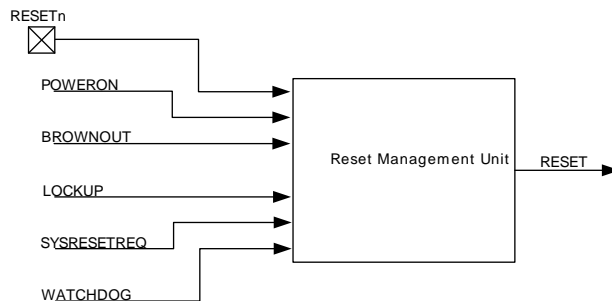 RESETn
POWERON
BROWNOUT
LOCKUP
SYSRESETREQ
WATCHDOG
Reset Management Unit
RESET